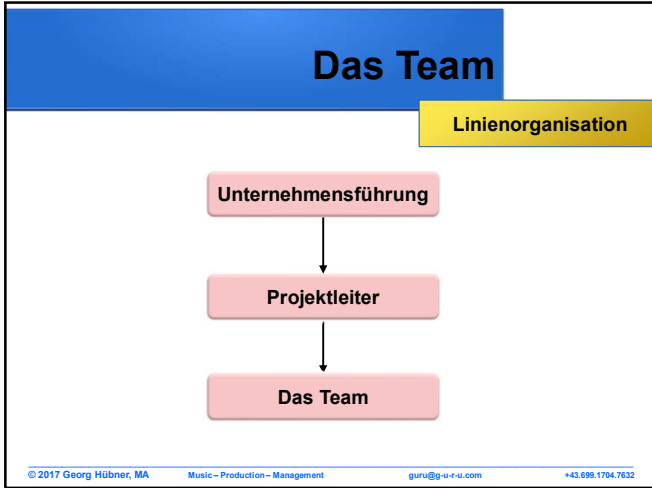 Das Team
Linienorganisation
Unternehmensführung
Projektleiter
Das Team
© 2017 Georg Hübner, MA Music – Production – Management guru@g-u-r-u.com +43.699.1704.7632